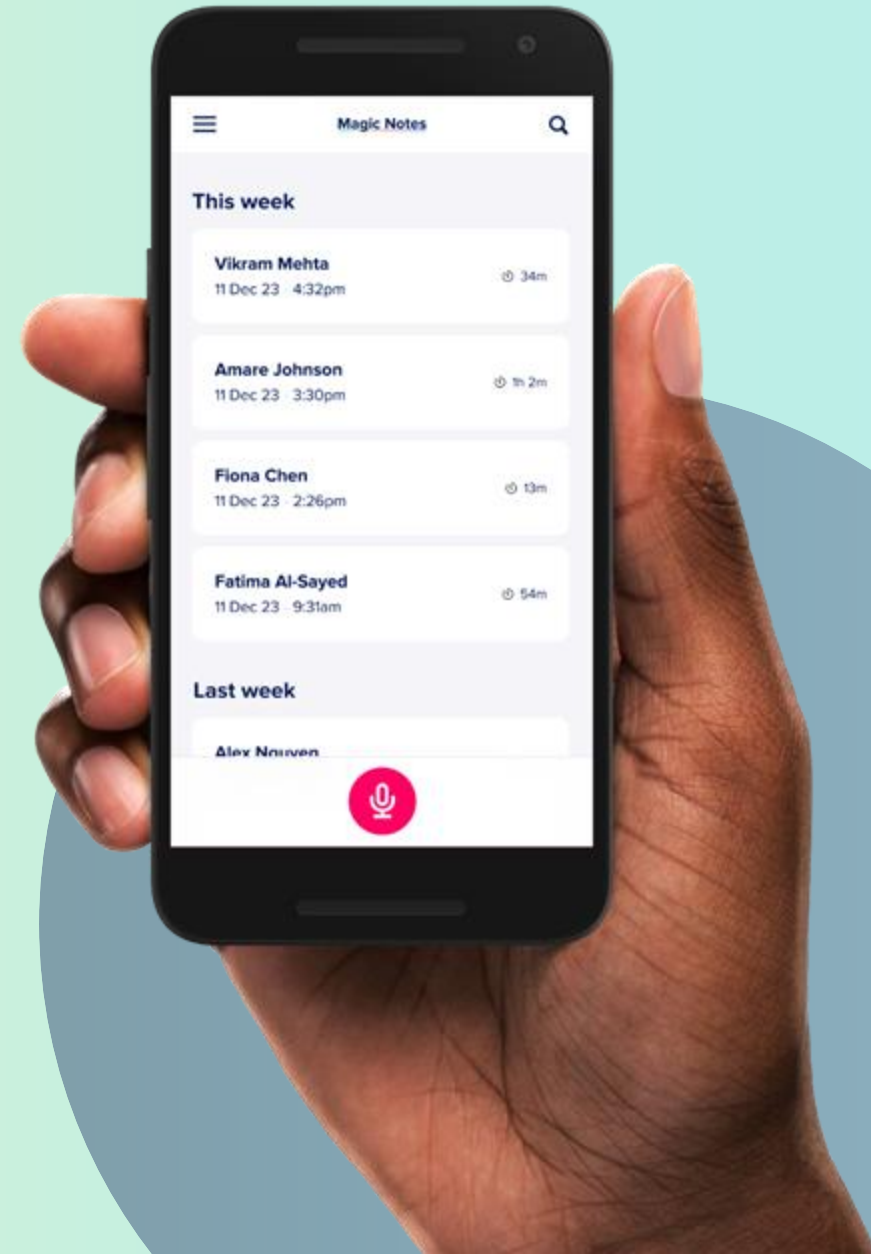 Magic Notes
This week
Vikram Mehta
11 Dec 23 · 4:32pm
34m
Amare Johnson
11 Dec 23 · 3:30pm
1h 2m
Fiona Chen
11 Dec 23 · 2:26pm
13m
Fatima Al-Sayed
11 Dec 23 · 9:31am
54m
Last week
Alex Nguyen